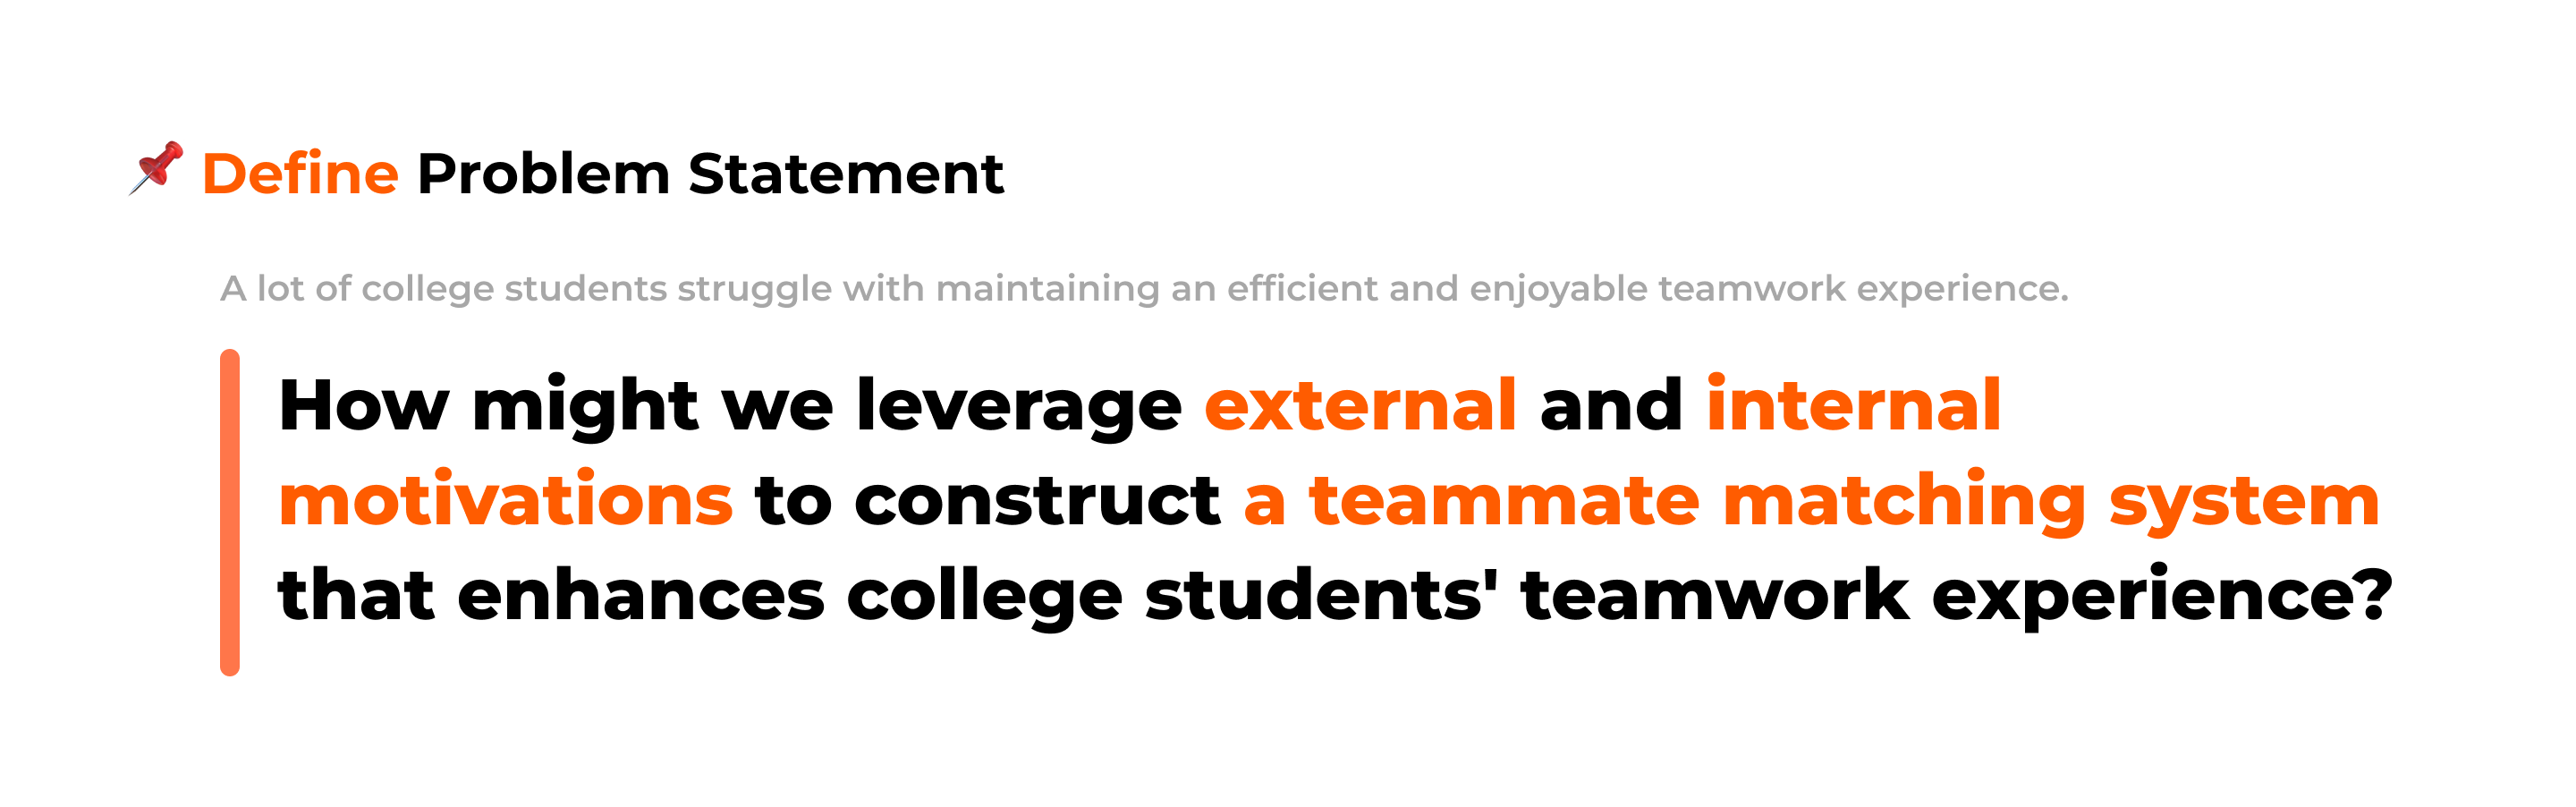 Define Problem Statement
A lot of college students struggle with maintaining an efficient and enjoyable teamwork experience.
How might we leverage external and internal
motivations to construct a teammate matching system
that enhances college students' teamwork experience?